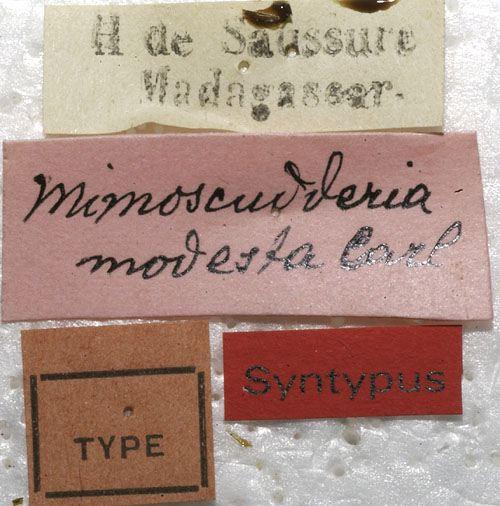 H de Saussure
Madagascar.
Mimoscudderia
modesta Carl
Syntypus
TYPE